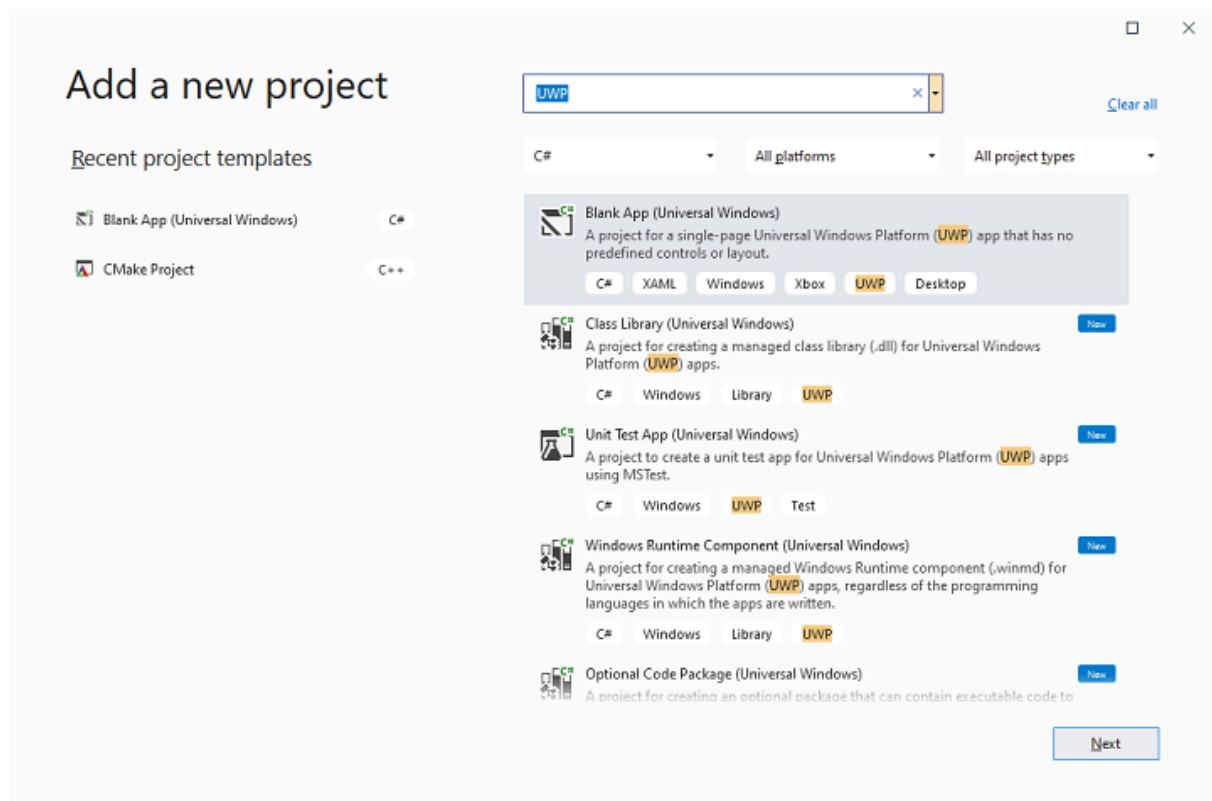 Add a new project
UWP
Clear all
Recent project templates
C#
All platforms
All project types
Blank App (Universal Windows)
C#
CMake Project
C++
Blank App (Universal Windows)
A project for a single-page Universal Windows Platform (UWP) app that has no
predefined controls or layout.
C# XAML Windows Xbox UWP Desktop
Class Library (Universal Windows)
New
A project for creating a managed class library (.dll) for Universal Windows
Platform (UWP) apps.
C# Windows Library UWP
Unit Test App (Universal Windows)
New
A project to create a unit test app for Universal Windows Platform (UWP) apps
using MSTest.
C# Windows UWP Test
Windows Runtime Component (Universal Windows)
New
A project for creating a managed Windows Runtime component (.winmd) for
Universal Windows Platform (UWP) apps, regardless of the programming
languages in which the apps are written.
C# Windows Library UWP
Optional Code Package (Universal Windows)
New
A project for creating an optional package that can contain executable code to
Next